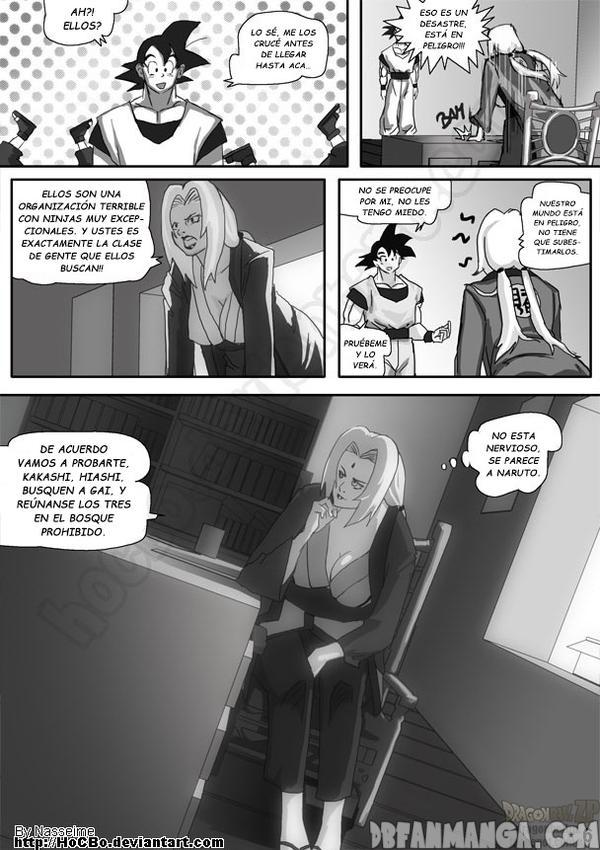 AH?!
ELLOS?
LO SÉ, ME LOS
CRUCÉ ANTES
DE LLEGAR
HASTA ACA...
ESO ES UN
DESASTRE,
ESTÁ EN
PELIGRO!!!
BAM
ELLOS SON UNA
ORGANIZACIÓN TERRIBLE
CON NINJAS MUY EXCEP-
CIONALES. Y USTES ES
EXACTAMENTE LA CLASE
DE GENTE QUE ELLOS
BUSCAN!!!
NO SE PREOCUPE
POR MI, NO LES
TENGO MIEDO.
NUESTRO
MUNDO ESTÁ
EN PELIGRO,
NO TIENE
QUE SUBES-
TIMARLOS.
PRUÉBEME
Y LO
VERÁ.
DE ACUERDO
VAMOS A PROBARTE,
KAKASHI, HIASHI,
BUSQUEN A GAI, Y
REÚNANSE LOS TRES
EN EL BOSQUE
PROHIBIDO.
NO ESTA
NERVIOSO,
SE PARECE
A NARUTO.
By Nasseime
http://HoCBo.deviantart.com
DBFANMANGA.COM